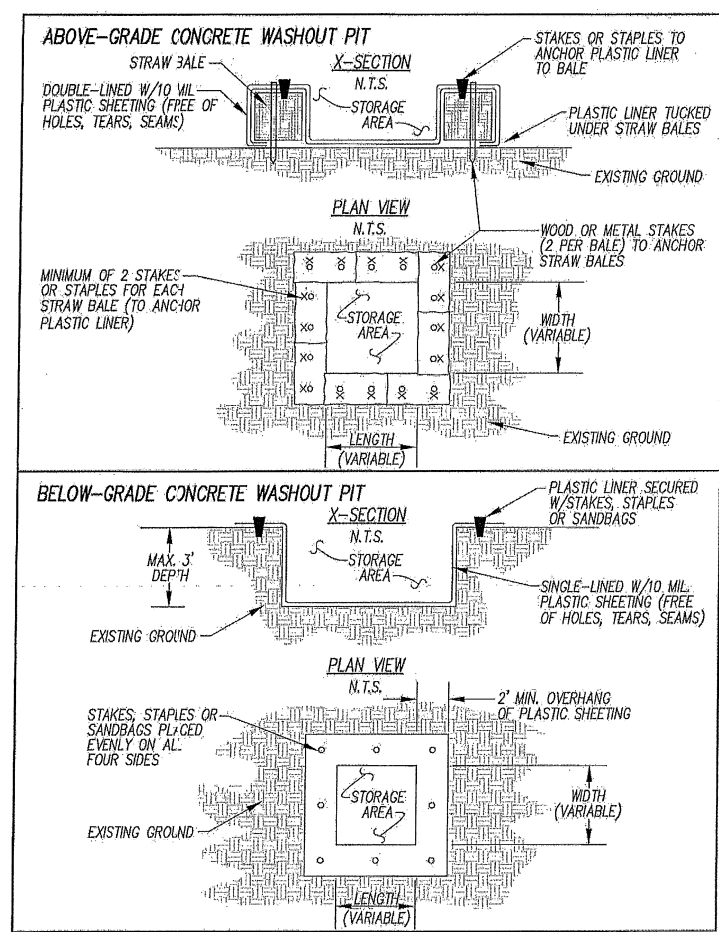 ABOVE-GRADE CONCRETE WASHOUT PIT
STRAW BALE
X-SECTION
N.T.S.
STAKES OR STAPLES TO
ANCHOR PLASTIC LINER
TO BALE
DOUBLE-LINED W/10 MIL
PLASTIC SHEETING (FREE OF
HOLES, TEARS, SEAMS)
STORAGE
AREA
PLASTIC LINER TUCKED
UNDER STRAW BALES
EXISTING GROUND
PLAN VIEW
N.T.S.
WOOD OR METAL STAKES
(2 PER BALE) TO ANCHOR
STRAW BALES
MINIMUM OF 2 STAKES
OR STAPLES FOR EACH
STRAW BALE (TO ANCHOR
PLASTIC LINER)
STORAGE
AREA
WIDTH
(VARIABLE)
LENGTH
(VARIABLE)
EXISTING GROUND
BELOW-GRADE CONCRETE WASHOUT PIT
X-SECTION
N.T.S.
PLASTIC LINER SECURED
W/STAKES, STAPLES
OR SANDBAGS
MAX. 3'
DEPTH
STORAGE
AREA
SINGLE-LINED W/10 MIL.
PLASTIC SHEETING (FREE
OF HOLES, TEARS, SEAMS)
EXISTING GROUND
PLAN VIEW
N.T.S.
2' MIN. OVERHANG
OF PLASTIC SHEETING
STAKES, STAPLES OR
SANDBAGS PLACED
EVENLY ON ALL
FOUR SIDES
STORAGE
AREA
WIDTH
(VARIABLE)
EXISTING GROUND
LENGTH
(VARIABLE)